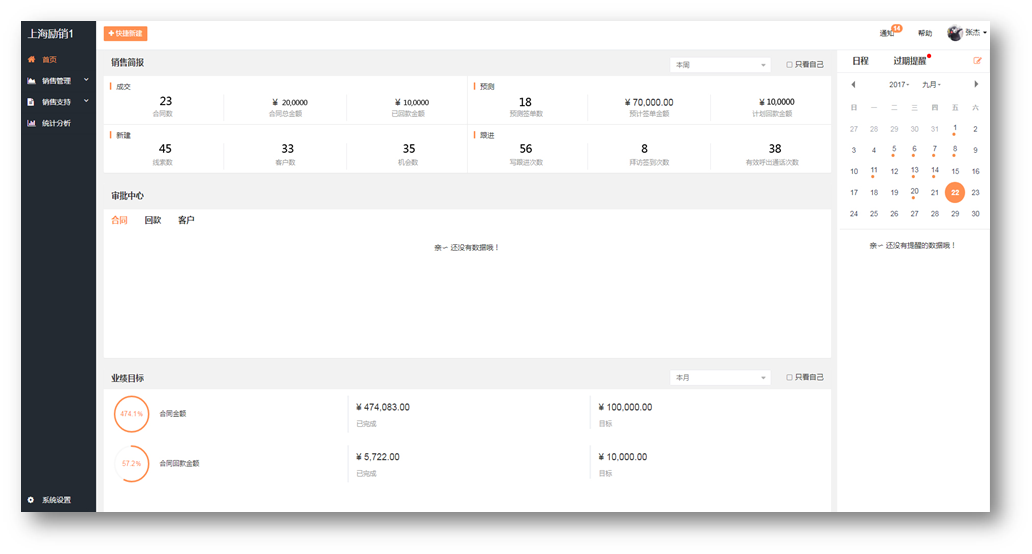 上海励销1
首页
销售管理
销售支持
统计分析
系统设置
快捷新建
通知 14
帮助
张杰
销售简报
本周
只看自己
成交
23
合同数
¥ 20,0000
合同总金额
¥ 10,0000
已回款金额
预测
18
预测签单数
¥ 70,000.00
预计签单金额
¥ 10,0000
计划回款金额
新建
45
线索数
33
客户数
35
机会数
跟进
56
写跟进次数
8
拜访签到次数
38
有效呼出通话次数
审批中心
合同 回款 客户
亲~ 还没有数据哦！
业绩目标
本月
只看自己
474.1%
合同金额
¥ 474,083.00
已完成
¥ 100,000.00
目标
57.2%
合同回款金额
¥ 5,722.00
已完成
¥ 10,000.00
目标
日程 过期提醒
2017 九月
日 一 二 三 四 五 六
27 28 29 30 31 1 2
3 4 5 6 7 8 9
10 11 12 13 14 15 16
17 18 19 20 21 22 23
24 25 26 27 28 29 30
亲~ 还没有提醒的数据哦！